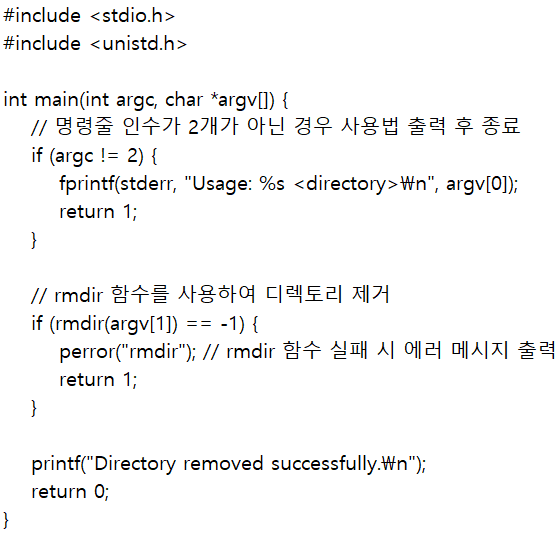 #include <stdio.h>
#include <unistd.h>
int main(int argc, char *argv[]) {
// 명령줄 인수가 2개가 아닌 경우 사용법 출력 후 종료
if (argc != 2) {
fprintf(stderr, "Usage: %s <directory>₩n", argv[0]);
return 1;
}
// rmdir 함수를 사용하여 디렉토리 제거
if (rmdir(argv[1]) == -1) {
perror("rmdir"); // rmdir 함수 실패 시 에러 메시지 출력
return 1;
}
printf("Directory removed successfully.₩n");
return 0;
}